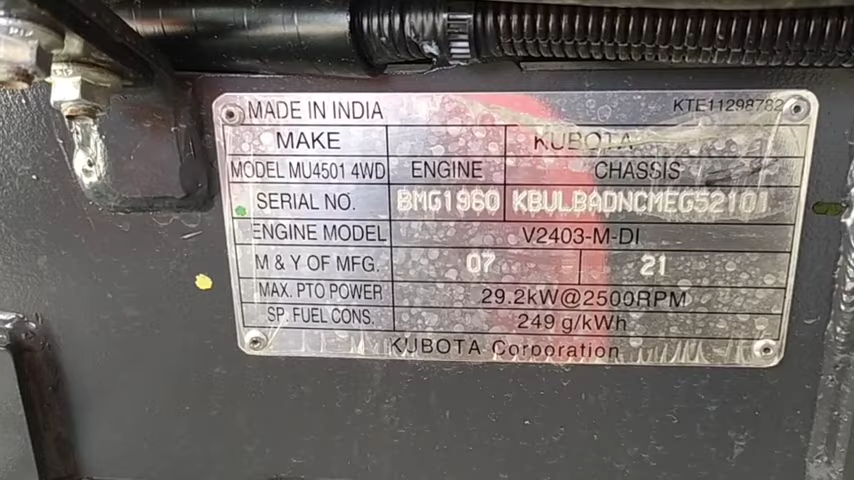 MADE IN INDIA KTE11298782
MAKE KUBOTA
MODEL MU4501 4WD ENGINE CHASSIS
SERIAL NO. BMG1960 KBULBADNCMEG52101
ENGINE MODEL V2403-M-DI
M & Y OF MFG. 07 21
MAX. PTO POWER 29.2kW@2500RPM
SP. FUEL CONS. 249 g/kWh
KUBOTA Corporation